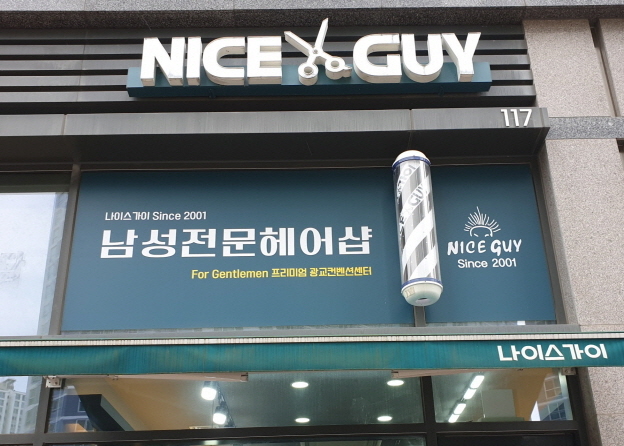 NICE GUY
117
나이스가이 Since 2001
남성전문헤어샵
For Gentlemen 프리미엄 광교컨벤션센터
NICE GUY
Since 2001
나이스가이